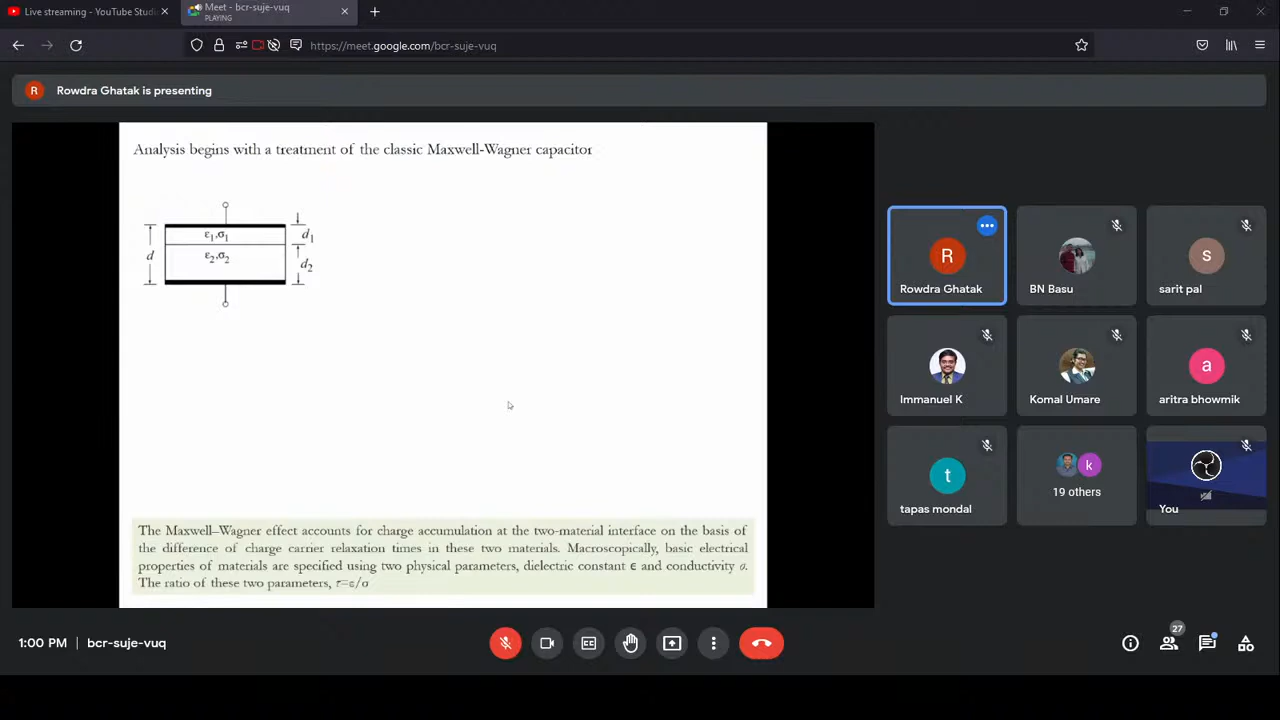 Live streaming - YouTube Studi
Meet - bcr-suje-vuq
PLAYING
https://meet.google.com/bcr-suje-vuq
R
Rowdra Ghatak is presenting
Analysis begins with a treatment of the classic Maxwell-Wagner capacitor
ε1,σ1
d1
d
ε2,σ2
d2
The Maxwell–Wagner effect accounts for charge accumulation at the two-material interface on the basis of
the difference of charge carrier relaxation times in these two materials. Macroscopically, basic electrical
properties of materials are specified using two physical parameters, dielectric constant ϵ and conductivity σ.
The ratio of these two parameters, τ=ε/σ
R
Rowdra Ghatak
BN Basu
s
sarit pal
Immanuel K
Komal Umare
a
aritra bhowmik
t
tapas mondal
k
19 others
You
1:00 PM
bcr-suje-vuq
27